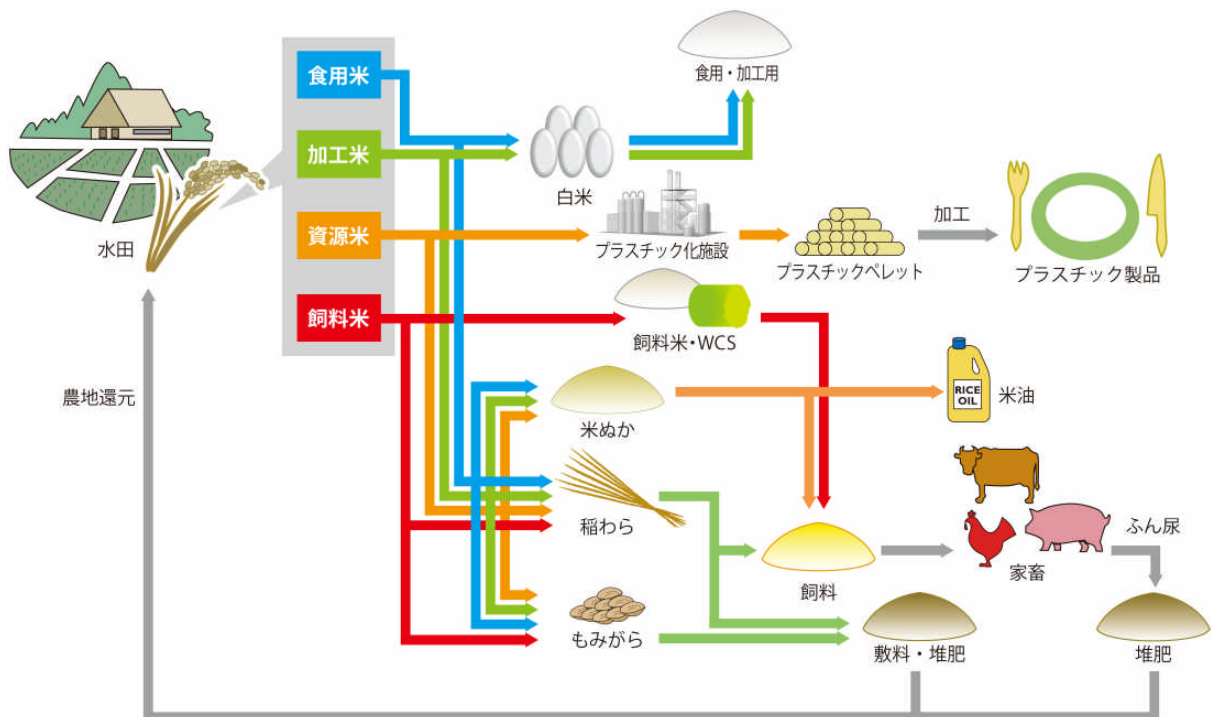 食用米
加工米
資源米
飼料米
水田
農地還元
食用・加工用
白米
プラスチック化施設
プラスチックペレット
加工
プラスチック製品
飼料米・WCS
米ぬか
RICE
OIL
米油
稲わら
飼料
家畜
ふん尿
もみがら
敷料・堆肥
堆肥